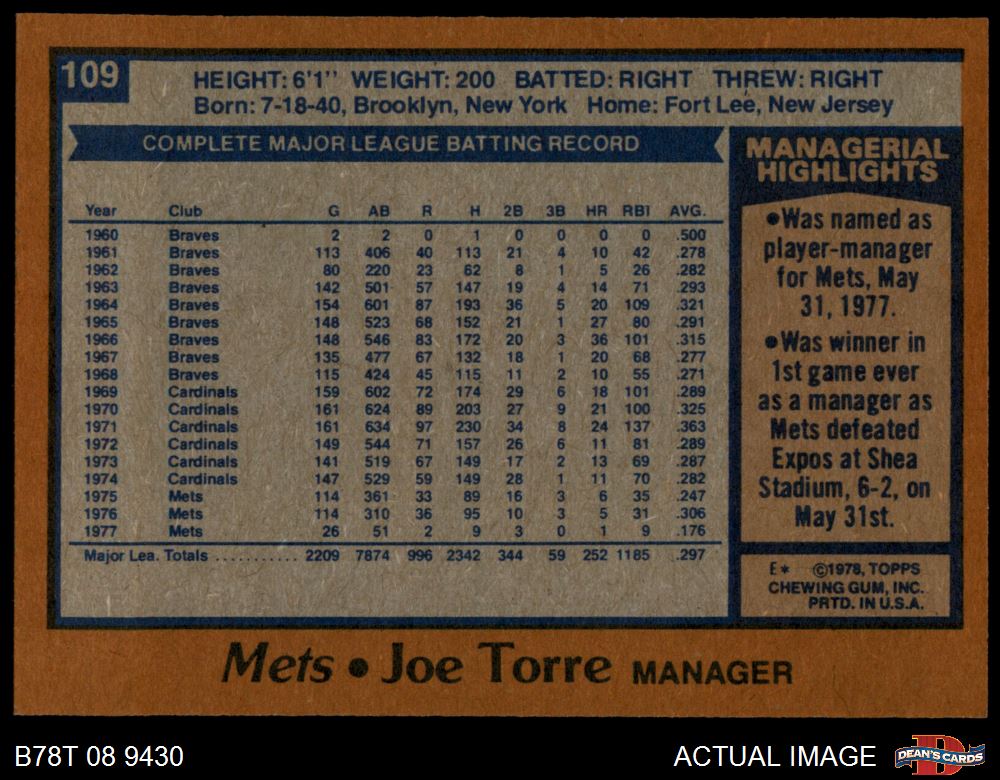 109
HEIGHT: 6'1" WEIGHT: 200 BATTED: RIGHT THREW: RIGHT
Born: 7-18-40, Brooklyn, New York Home: Fort Lee, New Jersey
COMPLETE MAJOR LEAGUE BATTING RECORD
Year Club G AB R H 2B 3B HR RBI AVG.
1960 Braves 2 2 0 1 0 0 0 0 .500
1961 Braves 113 406 40 113 21 4 10 42 .278
1962 Braves 80 220 23 62 8 1 5 26 .282
1963 Braves 142 501 57 147 19 4 14 71 .293
1964 Braves 154 601 87 193 36 5 20 109 .321
1965 Braves 148 523 68 152 21 1 27 80 .291
1966 Braves 148 546 83 172 20 3 36 101 .315
1967 Braves 135 477 67 132 18 1 20 68 .277
1968 Braves 115 424 45 115 11 2 10 55 .271
1969 Cardinals 159 602 72 174 29 6 18 101 .289
1970 Cardinals 161 624 89 203 27 9 21 100 .325
1971 Cardinals 161 634 97 230 34 8 24 137 .363
1972 Cardinals 149 544 71 157 26 6 11 81 .289
1973 Cardinals 141 519 67 149 17 2 13 69 .287
1974 Cardinals 147 529 59 149 28 1 11 70 .282
1975 Mets 114 361 33 89 16 3 6 35 .247
1976 Mets 114 310 36 95 10 3 5 31 .306
1977 Mets 26 51 2 9 3 0 1 9 .176
Major Lea. Totals ........... 2209 7874 996 2342 344 59 252 1185 .297
MANAGERIAL
HIGHLIGHTS
●Was named as
player-manager
for Mets, May
31, 1977.
●Was winner in
1st game ever
as a manager as
Mets defeated
Expos at Shea
Stadium, 6-2, on
May 31st.
E* ©1978, TOPPS
CHEWING GUM, INC.
PRTD. IN U.S.A.
Mets ● Joe Torre MANAGER
B78T 08 9430
ACTUAL IMAGE
D
DEAN'S CARDS